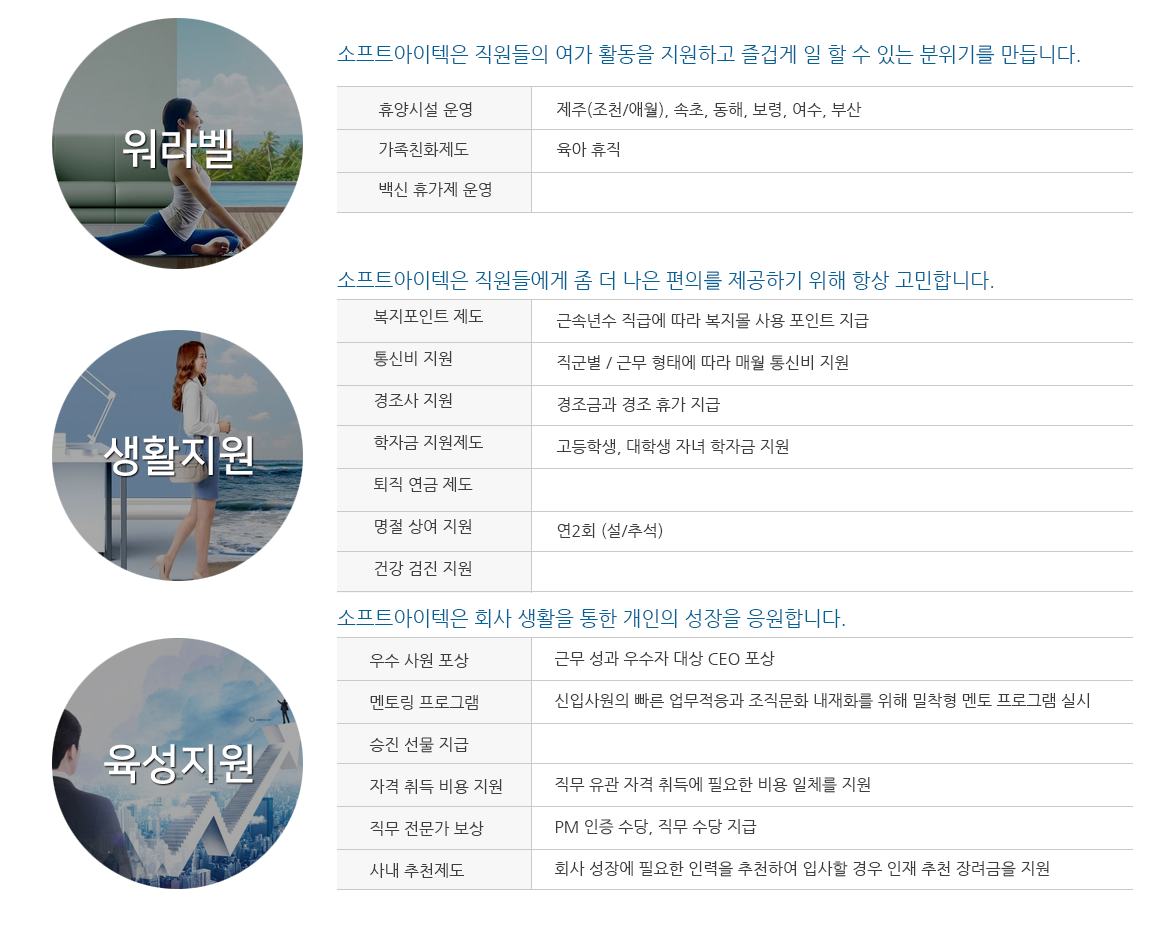 워라벨
소프트아이텍은 직원들의 여가 활동을 지원하고 즐겁게 일 할 수 있는 분위기를 만듭니다.
휴양시설 운영 제주(조천/애월), 속초, 동해, 보령, 여수, 부산
가족친화제도 육아 휴직
백신 휴가제 운영
생활지원
소프트아이텍은 직원들에게 좀 더 나은 편의를 제공하기 위해 항상 고민합니다.
복지포인트 제도 근속년수 직급에 따라 복지몰 사용 포인트 지급
통신비 지원 직군별 / 근무 형태에 따라 매월 통신비 지원
경조사 지원 경조금과 경조 휴가 지급
학자금 지원제도 고등학생, 대학생 자녀 학자금 지원
퇴직 연금 제도
명절 상여 지원 연2회 (설/추석)
건강 검진 지원
육성지원
소프트아이텍은 회사 생활을 통한 개인의 성장을 응원합니다.
우수 사원 포상 근무 성과 우수자 대상 CEO 포상
멘토링 프로그램 신입사원의 빠른 업무적응과 조직문화 내재화를 위해 밀착형 멘토 프로그램 실시
승진 선물 지급
자격 취득 비용 지원 직무 유관 자격 취득에 필요한 비용 일체를 지원
직무 전문가 보상 PM 인증 수당, 직무 수당 지급
사내 추천제도 회사 성장에 필요한 인력을 추천하여 입사할 경우 인재 추천 장려금을 지원